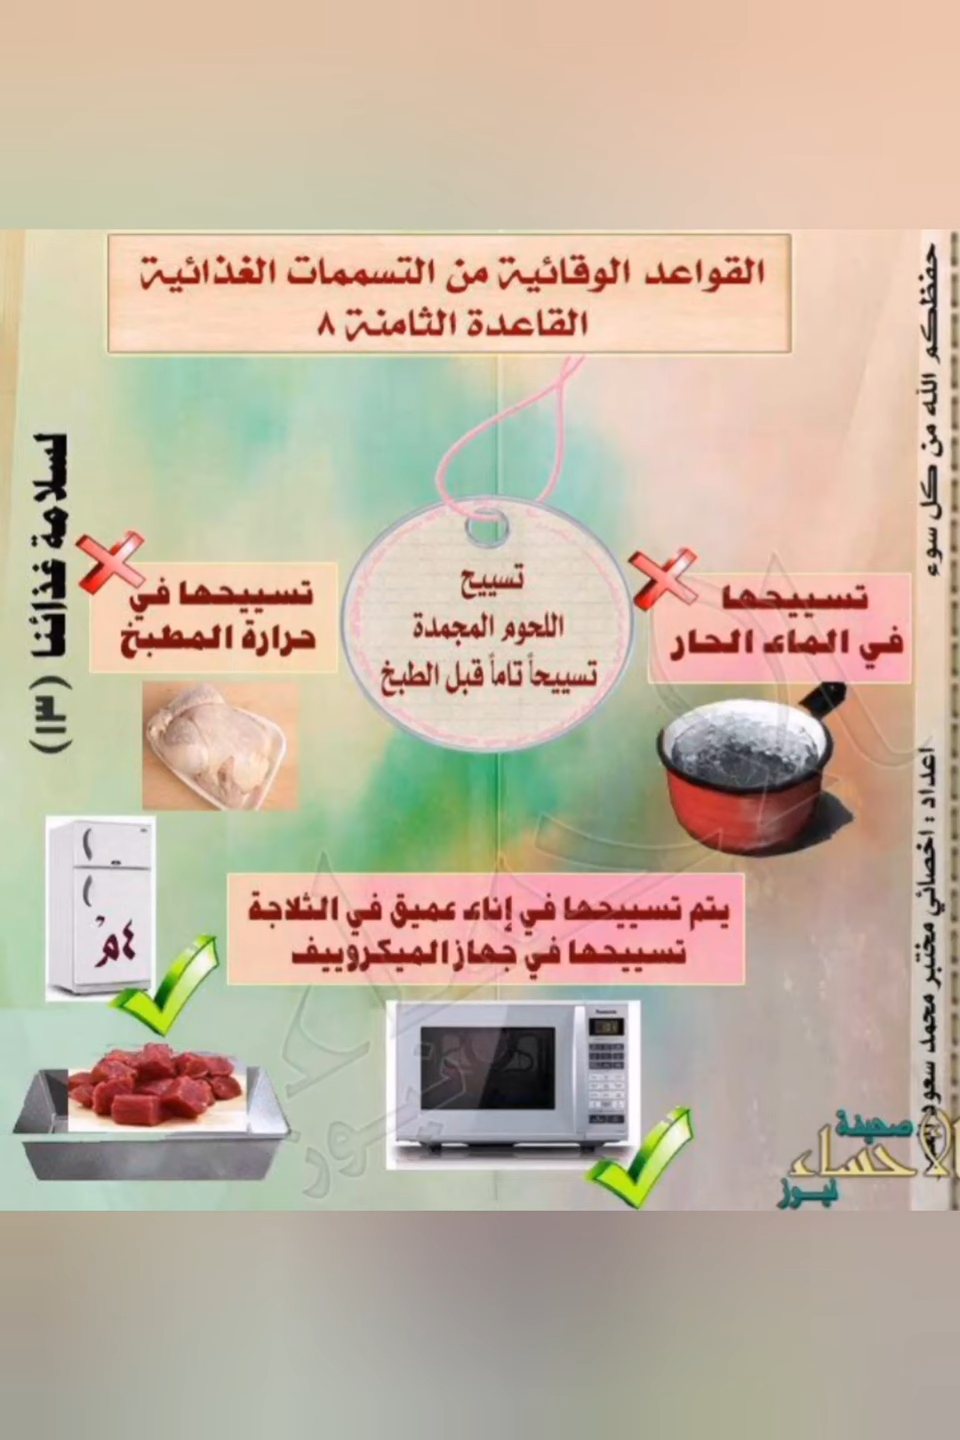 القواعد الوقائية من التسممات الغذائية
القاعدة الثامنة ٨
حفظكم الله من كل سوء
لسلامة غذائنا (١٣)
تسييح
اللحوم المجمدة
تسييحاً تاماً قبل الطبخ
تسييحها
في الماء الحار
تسييحها في
حرارة المطبخ
يتم تسييحها في إناء عميق في الثلاجة
تسييحها في جهاز الميكروييف
٤مْ
اعداد : اخصائي مختبر محمد سعود
صحيفة
الأحساء
نيوز
Panasonic